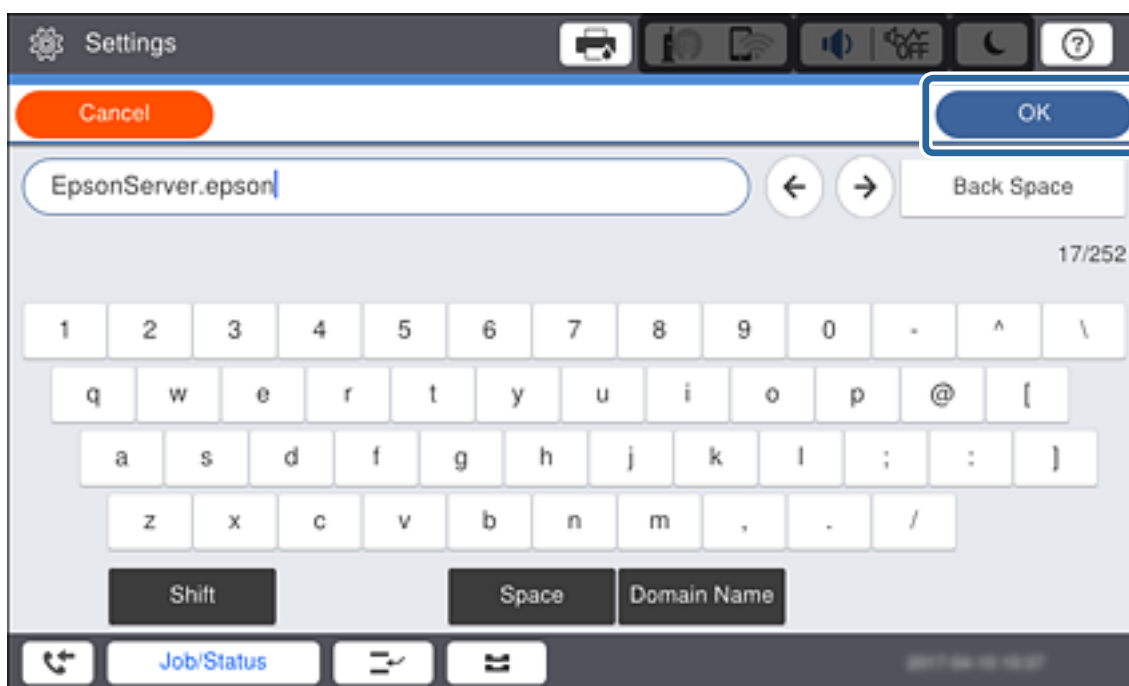 Settings
OFF
Cancel
OK
EpsonServer.epson
Back Space
17/252
1 2 3 4 5 6 7 8 9 0 - ^ \
q w e r t y u i o p @ [
a s d f g h j k l ; : ]
z x c v b n m , . /
Shift
Space
Domain Name
Job/Status